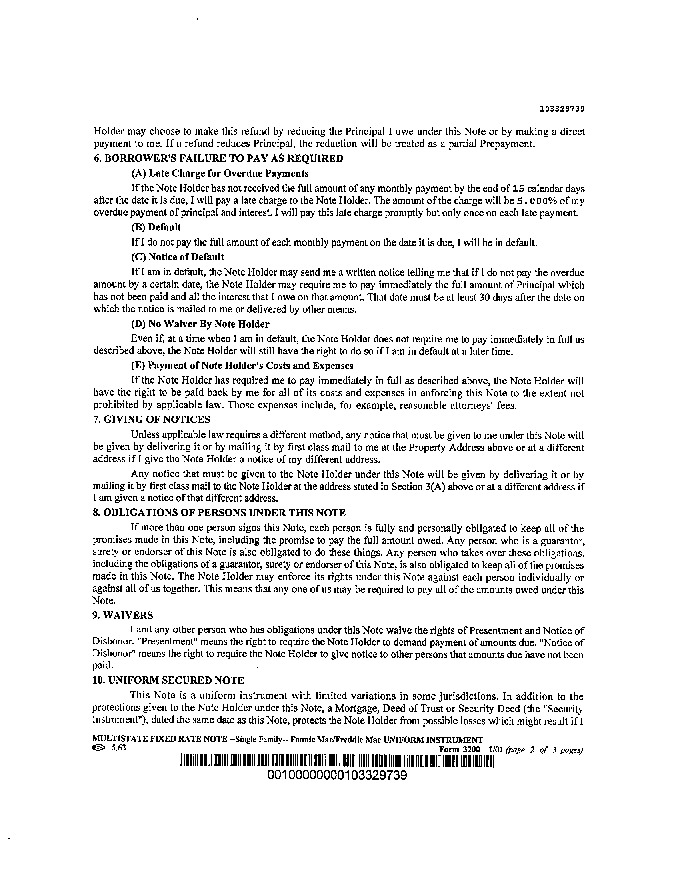 103329739
Holder may choose to make this refund by reducing the Principal I owe under this Note or by making a direct
payment to me. If a refund reduces Principal, the reduction will be treated as a partial Prepayment.
6. BORROWER'S FAILURE TO PAY AS REQUIRED
(A) Late Charge for Overdue Payments
If the Note Holder has not received the full amount of any monthly payment by the end of 15 calendar days
after the date it is due, I will pay a late charge to the Note Holder. The amount of the charge will be 5.000% of my
overdue payment of principal and interest. I will pay this late charge promptly but only once on each late payment.
(B) Default
If I do not pay the full amount of each monthly payment on the date it is due, I will be in default.
(C) Notice of Default
If I am in default, the Note Holder may send me a written notice telling me that if I do not pay the overdue
amount by a certain date, the Note Holder may require me to pay immediately the full amount of Principal which
has not been paid and all the interest that I owe on that amount. That date must be at least 30 days after the date on
which the notice is mailed to me or delivered by other means.
(D) No Waiver By Note Holder
Even if, at a time when I am in default, the Note Holder does not require me to pay immediately in full as
described above, the Note Holder will still have the right to do so if I am in default at a later time.
(E) Payment of Note Holder's Costs and Expenses
If the Note Holder has required me to pay immediately in full as described above, the Note Holder will
have the right to be paid back by me for all of its costs and expenses in enforcing this Note to the extent not
prohibited by applicable law. Those expenses include, for example, reasonable attorneys' fees.
7. GIVING OF NOTICES
Unless applicable law requires a different method, any notice that must be given to me under this Note will
be given by delivering it or by mailing it by first class mail to me at the Property Address above or at a different
address if I give the Note Holder a notice of my different address.
Any notice that must be given to the Note Holder under this Note will be given by delivering it or by
mailing it by first class mail to the Note Holder at the address stated in Section 3(A) above or at a different address if
I am given a notice of that different address.
8. OBLIGATIONS OF PERSONS UNDER THIS NOTE
If more than one person signs this Note, each person is fully and personally obligated to keep all of the
promises made in this Note, including the promise to pay the full amount owed. Any person who is a guarantor,
surety or endorser of this Note is also obligated to do these things. Any person who takes over these obligations,
including the obligations of a guarantor, surety or endorser of this Note, is also obligated to keep all of the promises
made in this Note. The Note Holder may enforce its rights under this Note against each person individually or
against all of us together. This means that any one of us may be required to pay all of the amounts owed under this
Note.
9. WAIVERS
I and any other person who has obligations under this Note waive the rights of Presentment and Notice of
Dishonor. "Presentment" means the right to require the Note Holder to demand payment of amounts due. "Notice of
Dishonor" means the right to require the Note Holder to give notice to other persons that amounts due have not been
paid.
10. UNIFORM SECURED NOTE
This Note is a uniform instrument with limited variations in some jurisdictions. In addition to the
protections given to the Note Holder under this Note, a Mortgage, Deed of Trust or Security Deed (the "Security
Instrument"), dated the same date as this Note, protects the Note Holder from possible losses which might result if I
MULTISTATE FIXED RATE NOTE --Single Family-- Fannie Mae/Freddie Mac UNIFORM INSTRUMENT
5.63 Form 3200 1/01 (page 2 of 3 pages)
00100000000103329739